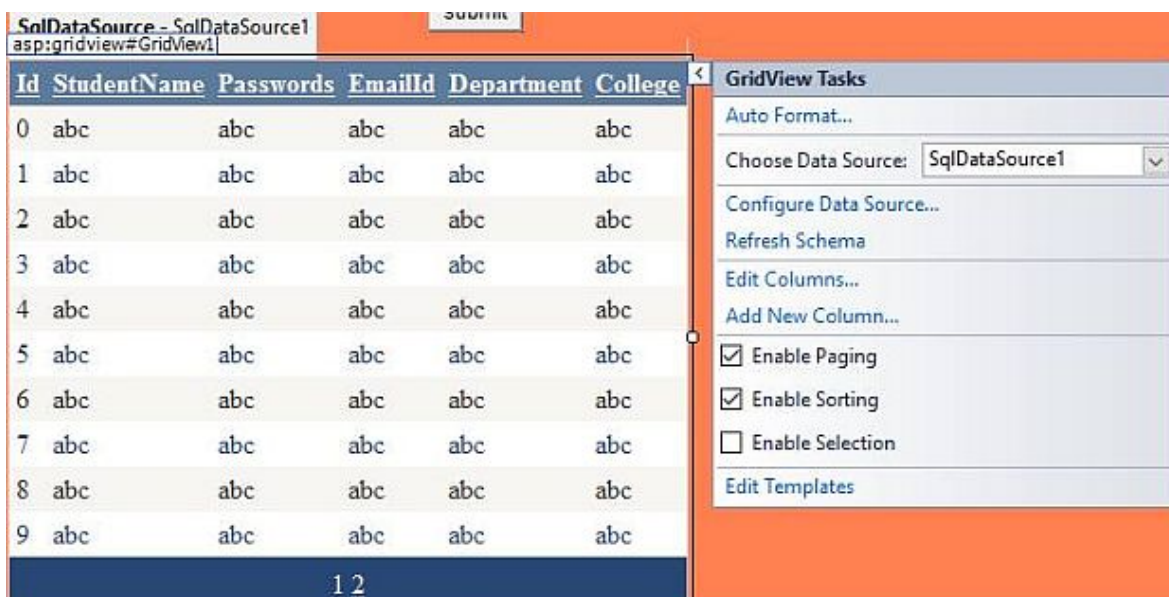 SqlDataSource - SqlDataSource1
Submit
asp:gridview#GridView1
Id StudentName Passwords EmailId Department College
0 abc abc abc abc abc
1 abc abc abc abc abc
2 abc abc abc abc abc
3 abc abc abc abc abc
4 abc abc abc abc abc
5 abc abc abc abc abc
6 abc abc abc abc abc
7 abc abc abc abc abc
8 abc abc abc abc abc
9 abc abc abc abc abc
1 2
GridView Tasks
Auto Format...
Choose Data Source: SqlDataSource1
Configure Data Source...
Refresh Schema
Edit Columns...
Add New Column...
Enable Paging
Enable Sorting
Enable Selection
Edit Templates